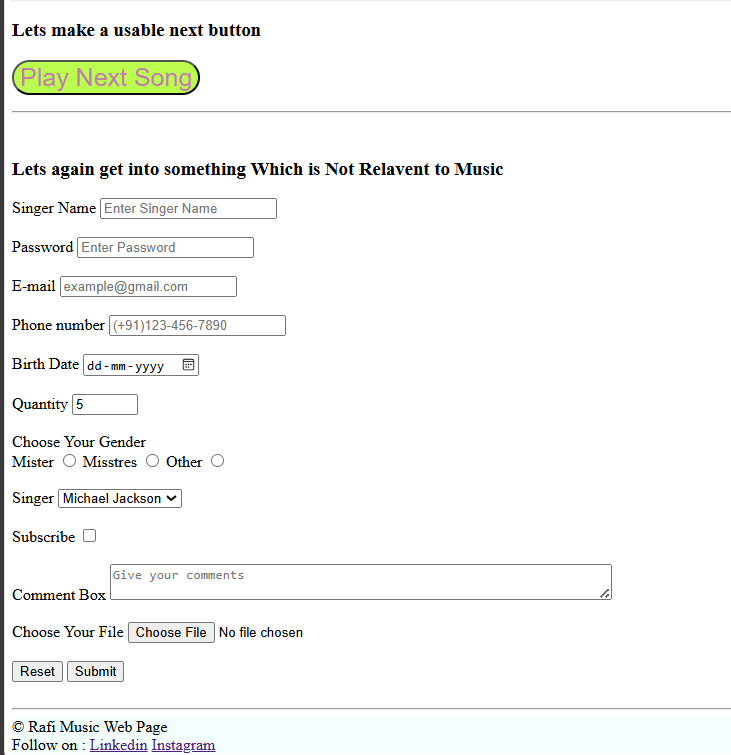 Lets make a usable next button
Play Next Song
Lets again get into something Which is Not Relavent to Music
Singer Name Enter Singer Name
Password Enter Password
E-mail example@gmail.com
Phone number (+91)123-456-7890
Birth Date dd-mm-yyyy
Quantity 5
Choose Your Gender
Mister Misstres Other
Singer Michael Jackson
Subscribe
Give your comments
Comment Box
Choose Your File Choose File No file chosen
Reset Submit
© Rafi Music Web Page
Follow on : Linkedin Instagram